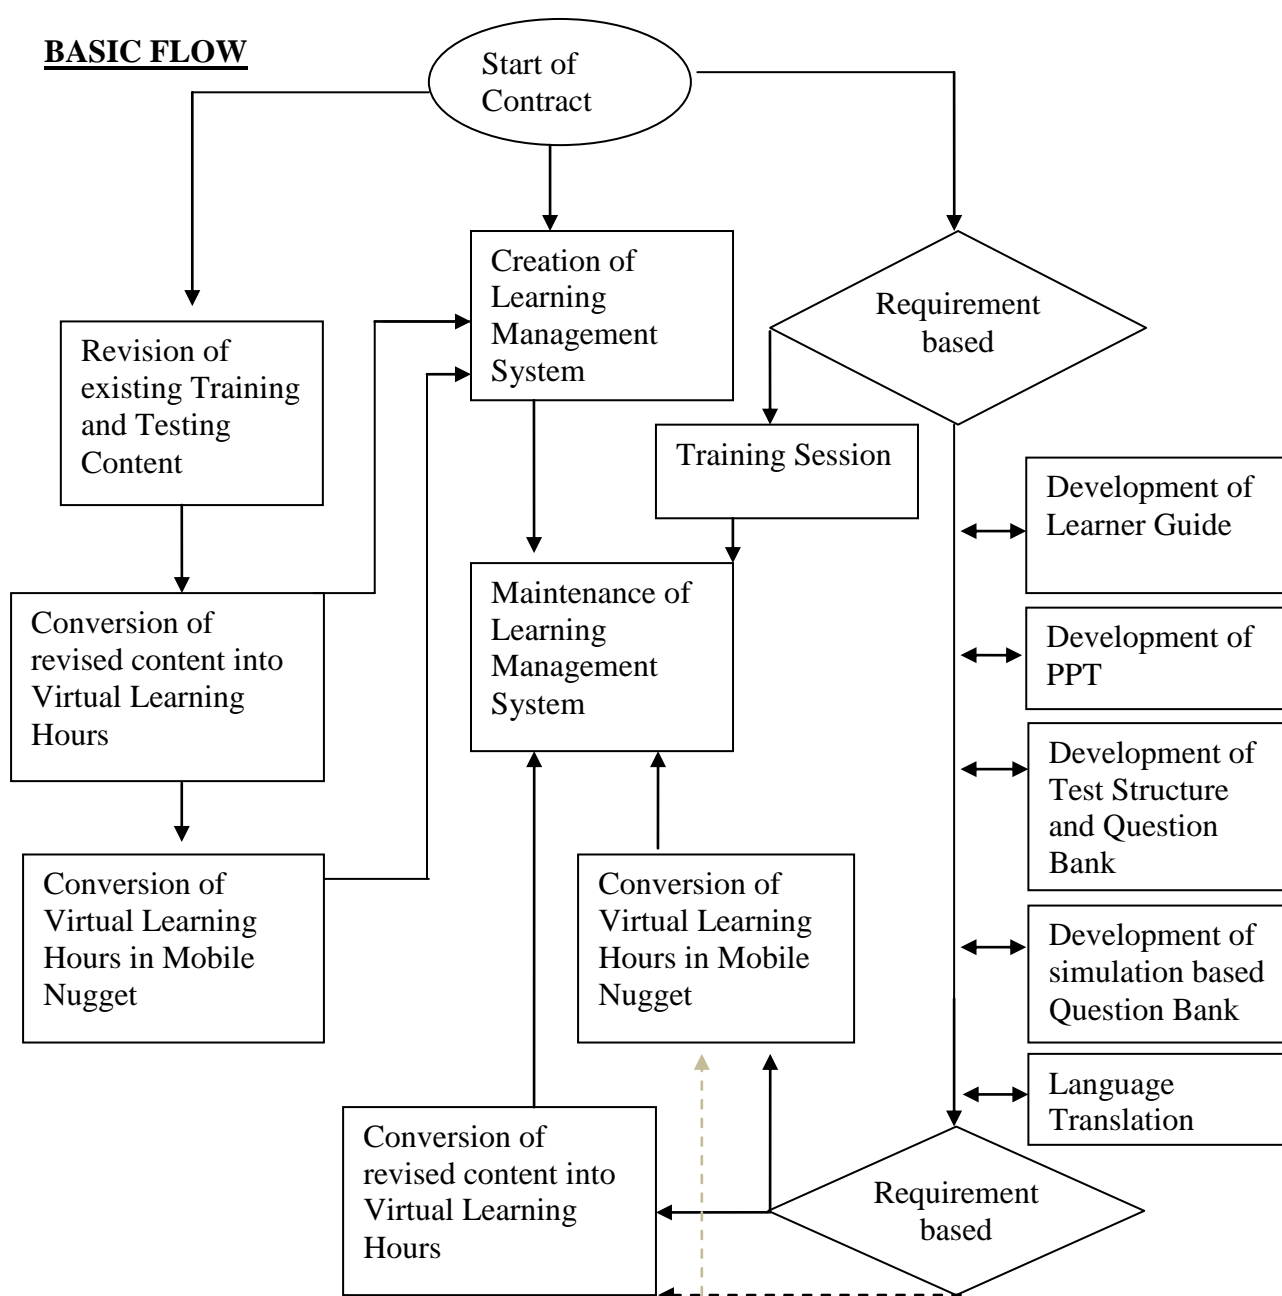 BASIC FLOW
Start of
Contract
Creation of
Learning
Management
System
Requirement
based
Revision of
existing Training
and Testing
Content
Training Session
Development of
Learner Guide
Maintenance of
Learning
Management
System
Conversion of
revised content into
Virtual Learning
Hours
Development of
PPT
Development of
Test Structure
and Question
Bank
Conversion of
Virtual Learning
Hours in Mobile
Nugget
Conversion of
Virtual Learning
Hours in Mobile
Nugget
Development of
simulation based
Question Bank
Language
Translation
Conversion of
revised content into
Virtual Learning
Hours
Requirement
based